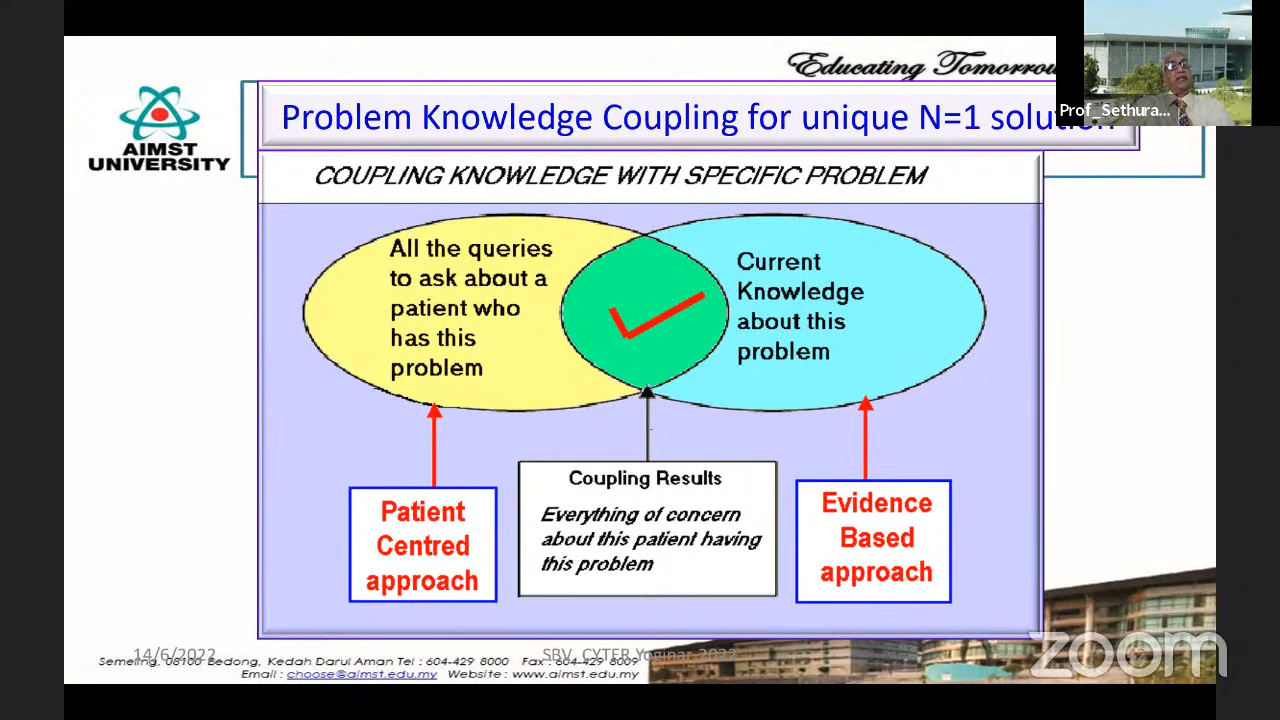 Educating Tomorrow
Prof_Sethura...
AIMST
UNIVERSITY
Problem Knowledge Coupling for unique N=1 solution
COUPLING KNOWLEDGE WITH SPECIFIC PROBLEM
All the queries
to ask about a
patient who
has this
problem
Current
Knowledge
about this
problem
Patient
Centred
approach
Coupling Results
Everything of concern
about this patient having
this problem
Evidence
Based
approach
14/6/2022
SBV, CYTER Yoginar 2022
Semeling, 08100 Bedong, Kedah Darul Aman Tel : 604-429 8000 Fax : 604-429 8009
Email : choose@aimst.edu.my Website : www.aimst.edu.my
zoom